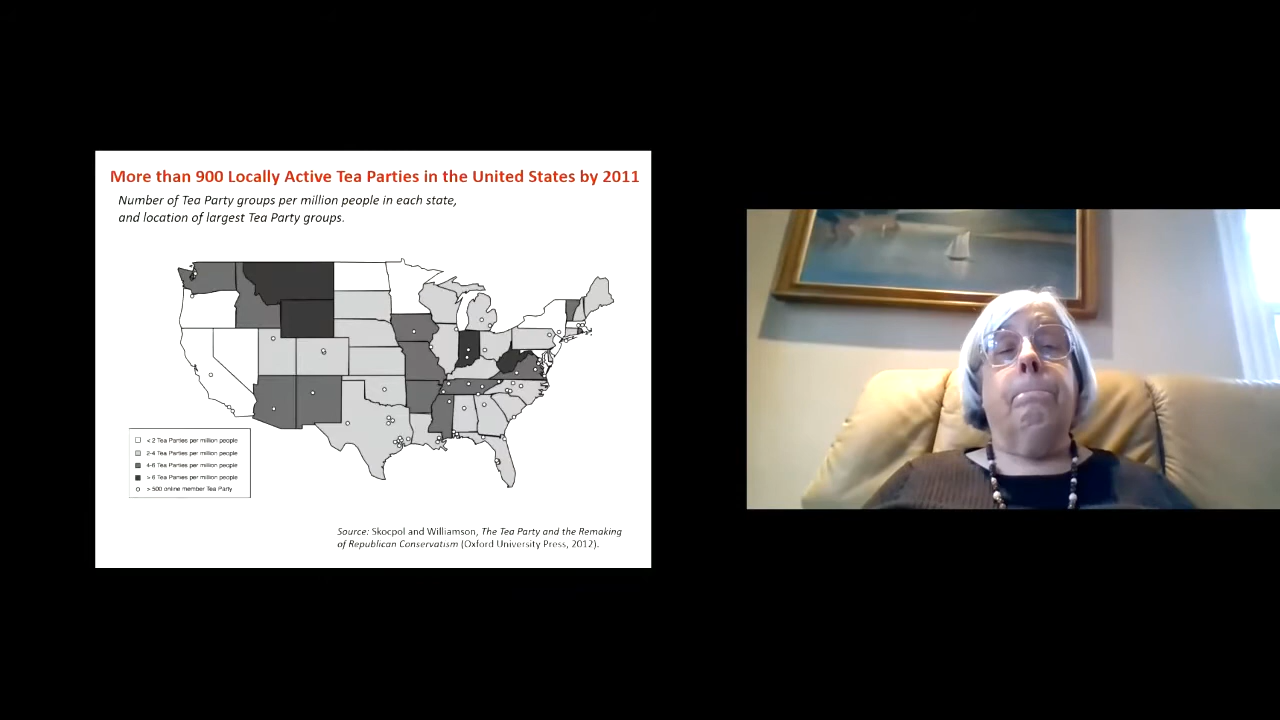 More than 900 Locally Active Tea Parties in the United States by 2011
Number of Tea Party groups per million people in each state,
and location of largest Tea Party groups.
< 2 Tea Parties per million people
2-4 Tea Parties per million people
4-6 Tea Parties per million people
> 6 Tea Parties per million people
> 500 online member Tea Party
Source: Skocpol and Williamson, The Tea Party and the Remaking
of Republican Conservatism (Oxford University Press, 2012).